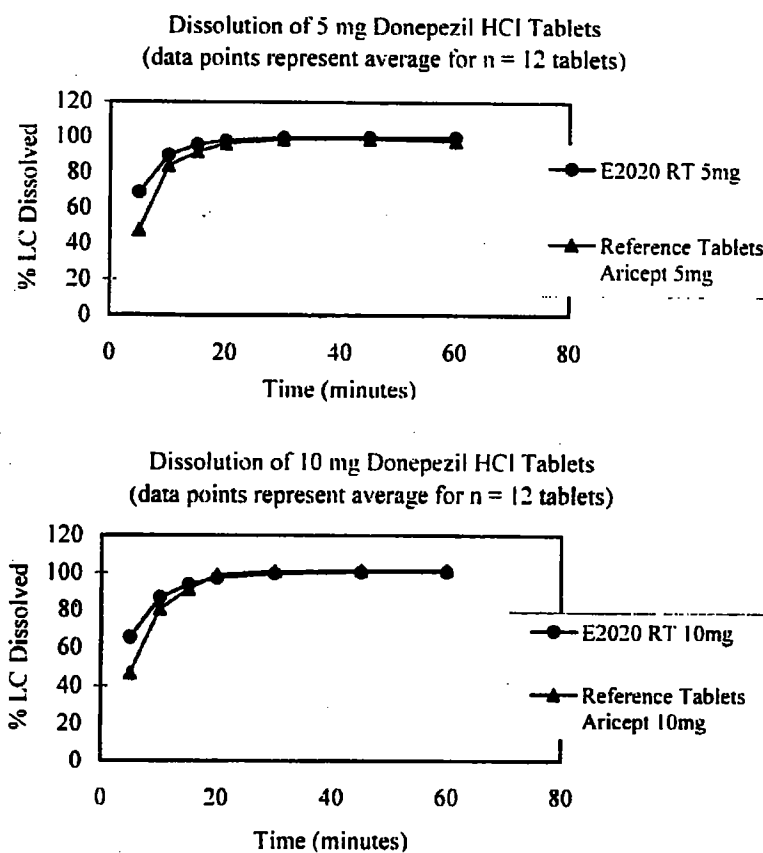 Dissolution of 5 mg Donepezil HCl Tablets
(data points represent average for n = 12 tablets)
120
100
80
60
40
20
0
% LC Dissolved
0 20 40 60 80
Time (minutes)
E2020 RT 5mg
Reference Tablets
Aricept 5mg
Dissolution of 10 mg Donepezil HCl Tablets
(data points represent average for n = 12 tablets)
120
100
80
60
40
20
0
% LC Dissolved
0 20 40 60 80
Time (minutes)
E2020 RT 10mg
Reference Tablets
Aricept 10mg